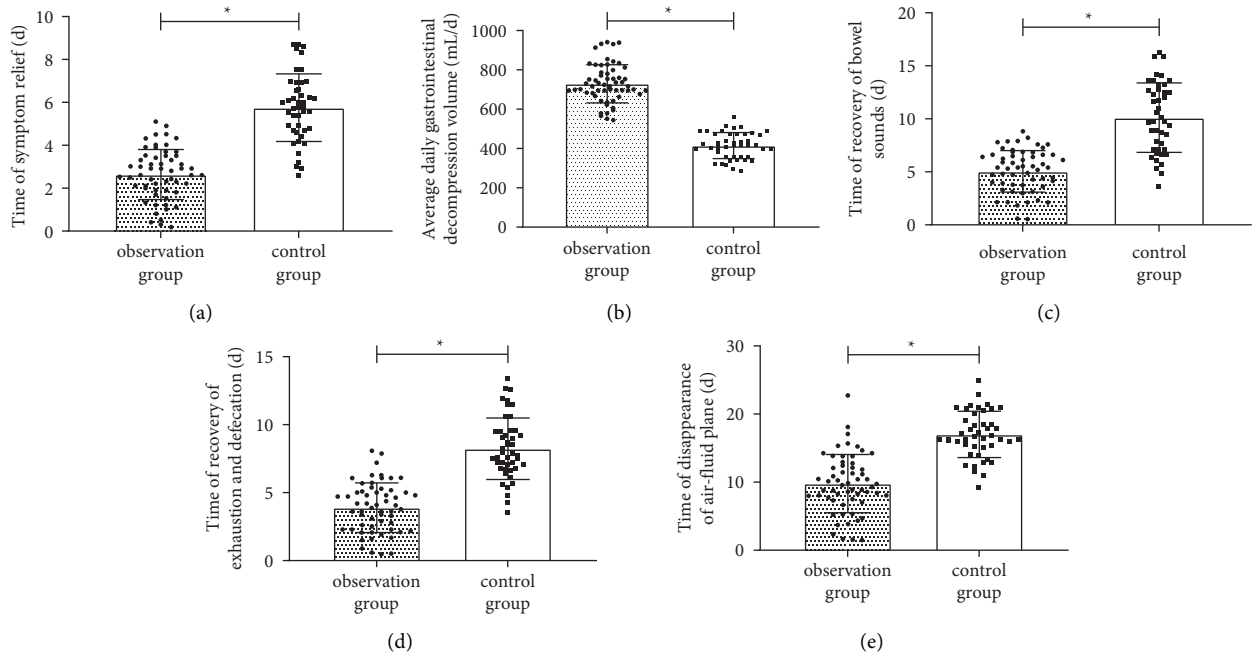 Time of symptom relief (d)
10
8
6
4
2
0
*
observation
group
control
group
(a)
Average daily gastrointestinal
decompression volume (mL/d)
1000
800
600
400
200
0
*
observation
group
control
group
(b)
Time of recovery of bowel
sounds (d)
20
15
10
5
0
*
observation
group
control
group
(c)
Time of recovery of
exhaustion and defecation (d)
15
10
5
0
*
observation
group
control
group
(d)
Time of disappearance
of air-fluid plane (d)
30
20
10
0
*
observation
group
control
group
(e)